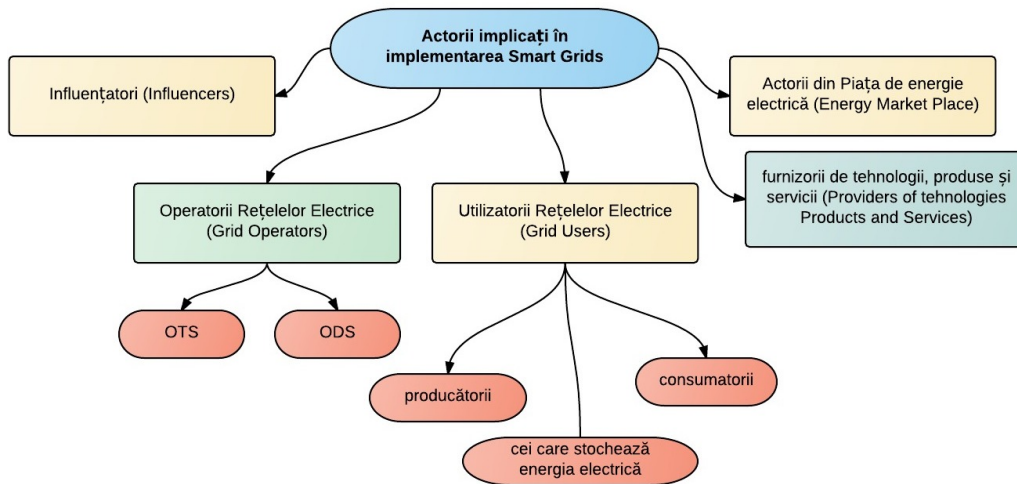 Actorii implicați în
implementarea Smart Grids
Influențatori (Influencers)
Actorii din Piața de energie
electrică (Energy Market Place)
furnizorii de tehnologii, produse și
servicii (Providers of tehnologies
Products and Services)
Operatorii Rețelelor Electrice
(Grid Operators)
Utilizatorii Rețelelor Electrice
(Grid Users)
OTS
ODS
producătorii
consumatorii
cei care stochează
energia electrică